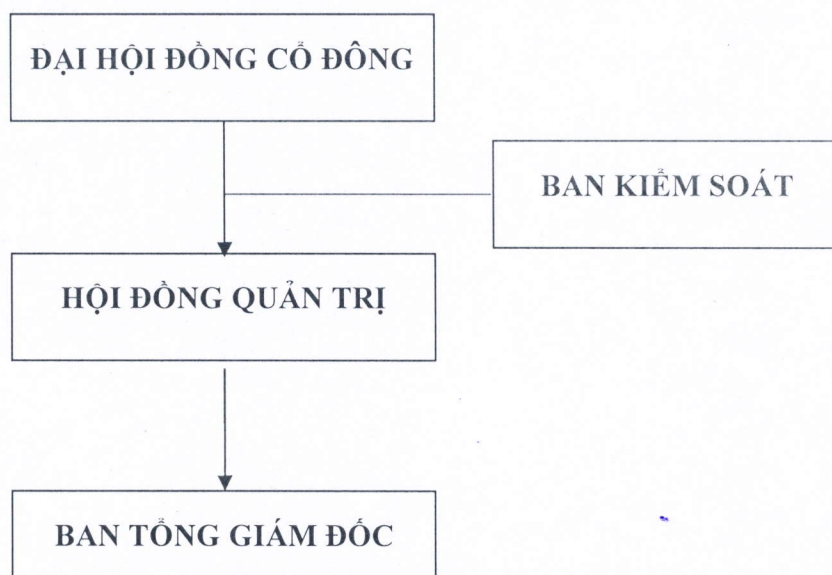 ĐẠI HỘI ĐỒNG CỔ ĐÔNG
BAN KIỂM SOÁT
HỘI ĐỒNG QUẢN TRỊ
BAN TỔNG GIÁM ĐỐC